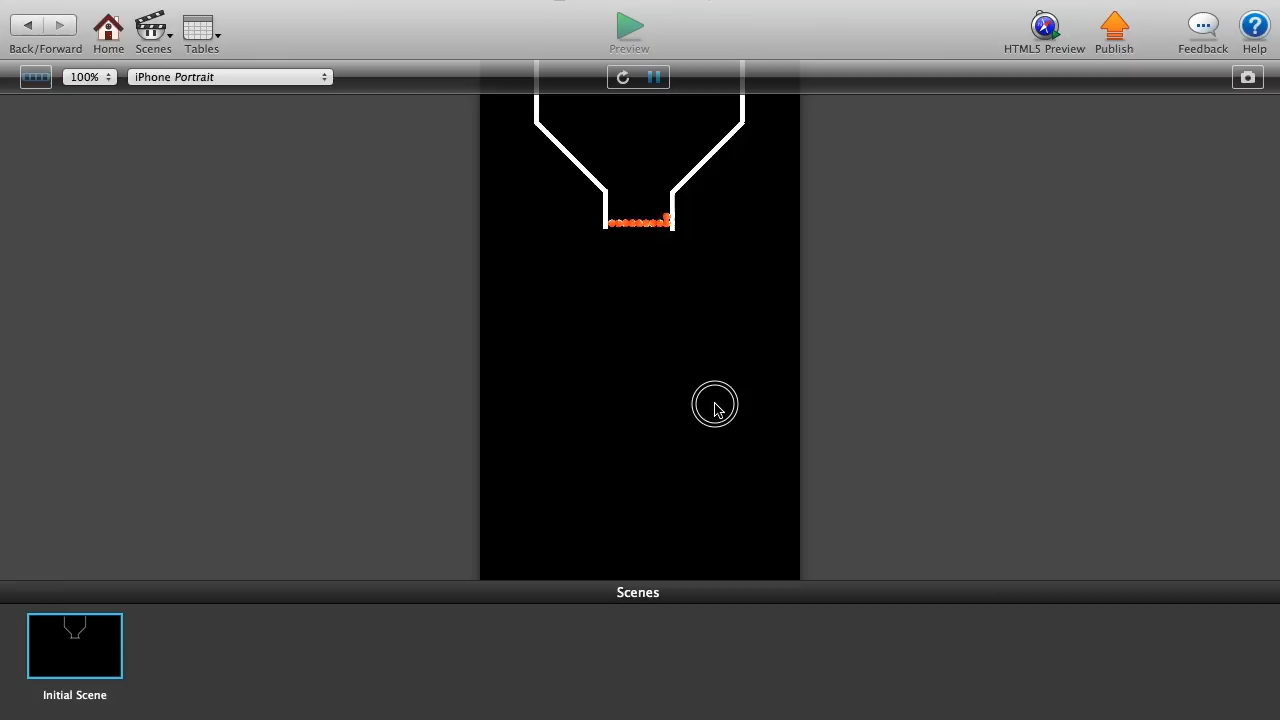 Back/Forward Home Scenes Tables Preview HTML5 Preview Publish Feedback Help
100% iPhone Portrait
Scenes
Initial Scene